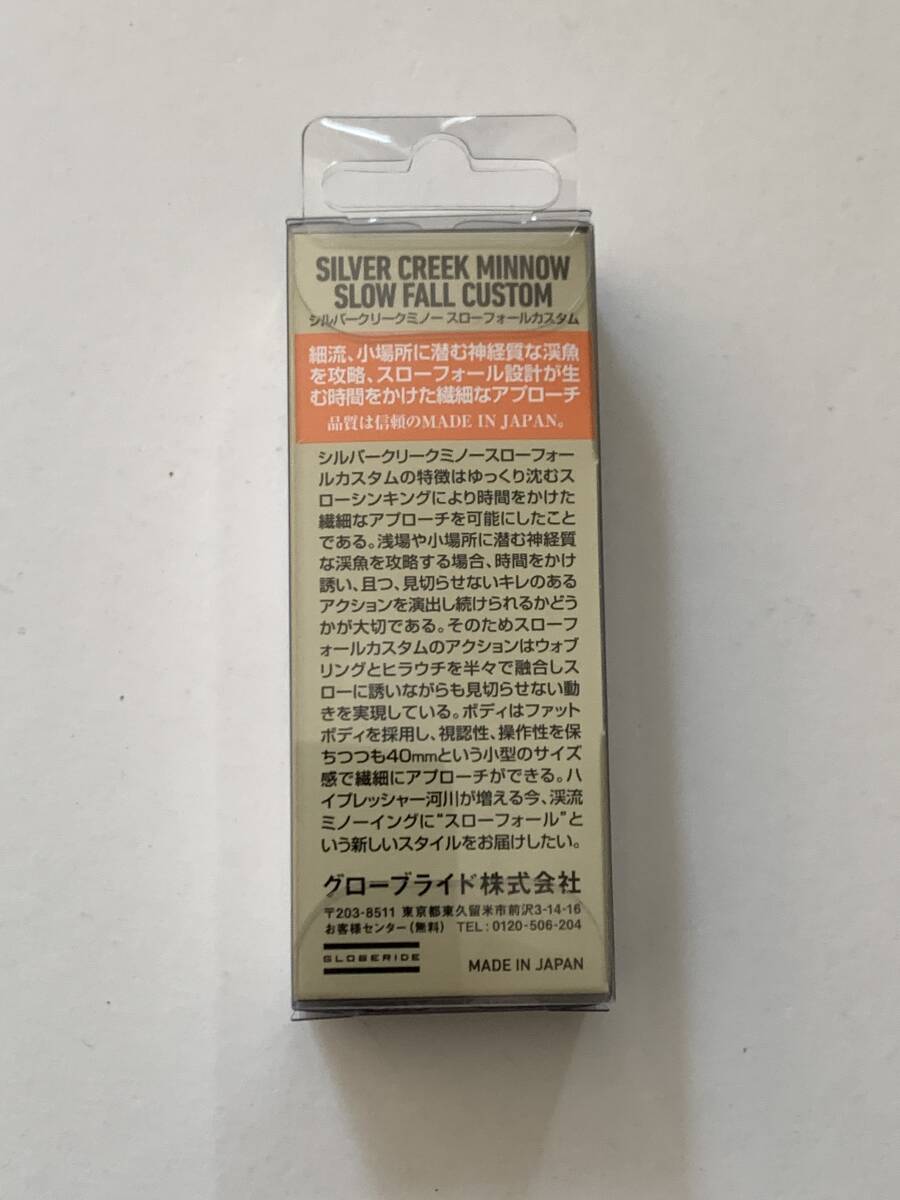 SILVER CREEK MINNOW
SLOW FALL CUSTOM
シルバークリークミノー スローフォールカスタム
細流、小場所に潜む神経質な渓魚
を攻略、スローフォール設計が生
む時間をかけた繊細なアプローチ
品質は信頼のMADE IN JAPAN。
シルバークリークミノースローフォー
ルカスタムの特徴はゆっくり沈むス
ローシンキングにより時間をかけた
繊細なアプローチを可能にしたこと
である。浅場や小場所に潜む神経質
な渓魚を攻略する場合、時間をかけ
誘い、且つ、見切らせないキレのある
アクションを演出し続けられるかどう
かが大切である。そのためスローフ
ォールカスタムのアクションはウォブ
リングとヒラウチを半々で融合しス
ローに誘いながらも見切らせない動
きを実現している。ボディはファット
ボディを採用し、視認性、操作性を保
ちつつも40mmという小型のサイズ
感で繊細にアプローチができる。ハ
イプレッシャー河川が増える今、渓流
ミノーイングに"スローフォール"と
いう新しいスタイルをお届けしたい。
グローブライド株式会社
〒203-8511 東京都東久留米市前沢3-14-16
お客様センター(無料) TEL:0120-506-204
GLOBERIDE
MADE IN JAPAN